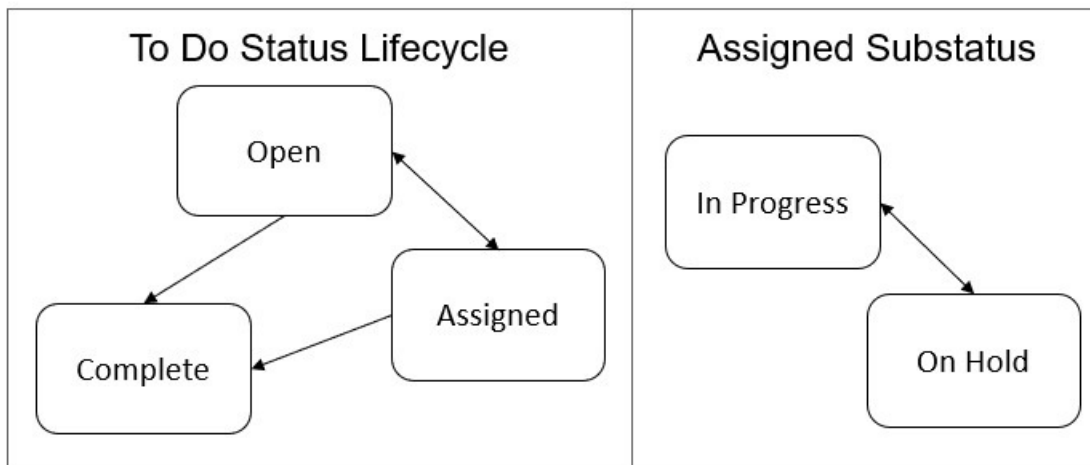 To Do Status Lifecycle
Open
Assigned
Complete
Assigned Substatus
In Progress
On Hold